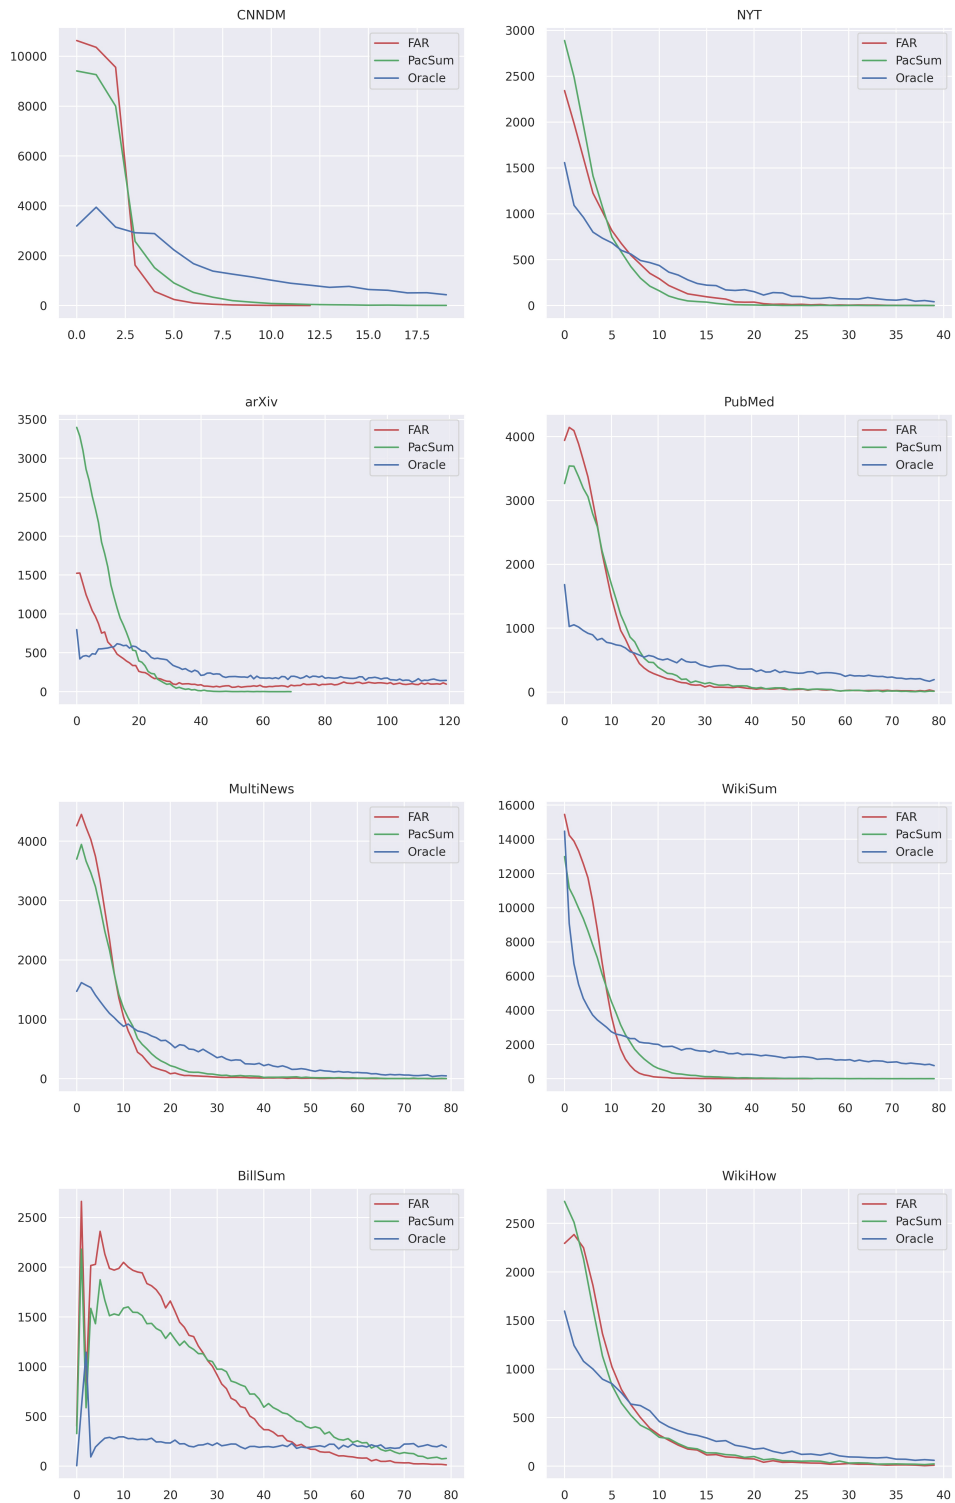 CNNDM
FAR
PacSum
Oracle
10000
8000
6000
4000
2000
0
0.0 2.5 5.0 7.5 10.0 12.5 15.0 17.5
NYT
FAR
PacSum
Oracle
3000
2500
2000
1500
1000
500
0
0 5 10 15 20 25 30 35 40
arXiv
FAR
PacSum
Oracle
3500
3000
2500
2000
1500
1000
500
0
0 20 40 60 80 100 120
PubMed
FAR
PacSum
Oracle
4000
3000
2000
1000
0
0 10 20 30 40 50 60 70 80
MultiNews
FAR
PacSum
Oracle
4000
3000
2000
1000
0
0 10 20 30 40 50 60 70 80
WikiSum
FAR
PacSum
Oracle
16000
14000
12000
10000
8000
6000
4000
2000
0
0 10 20 30 40 50 60 70 80
BillSum
FAR
PacSum
Oracle
2500
2000
1500
1000
500
0
0 10 20 30 40 50 60 70 80
WikiHow
FAR
PacSum
Oracle
2500
2000
1500
1000
500
0
0 5 10 15 20 25 30 35 40